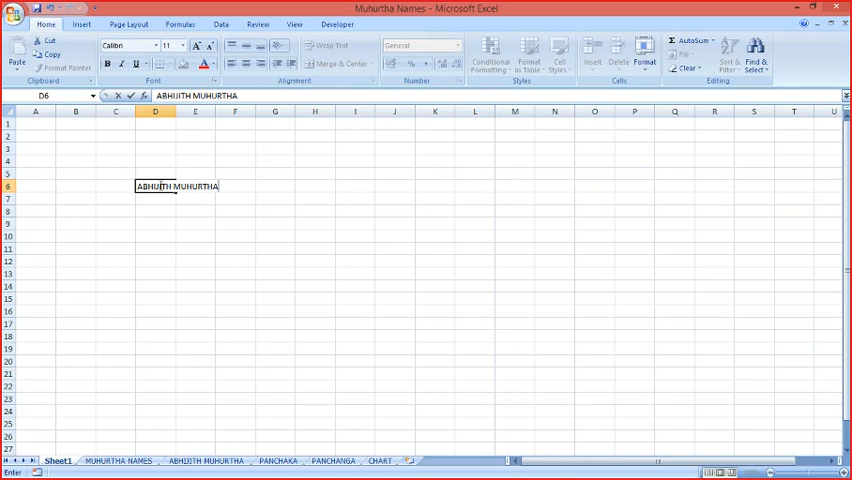 Muhurtha Names - Microsoft Excel
Home Insert Page Layout Formulas Data Review View Developer
Cut Calibri 11 Wrap Text General AutoSum
Paste Copy Merge & Center Conditional Formatting Format as Table Cell Styles Insert Delete Format Fill Sort & Filter Find & Select
Format Painter Clear
Clipboard Font Alignment Number Styles Cells Editing
D6 ABHIJITH MUHURTHA
A B C D E F G H I J K L M N O P Q R S T U
1
2
3
4
5
6 ABHIJITH MUHURTHA
7
8
9
10
11
12
13
14
15
16
17
18
19
20
21
22
23
24
25
26
27
Sheet1 MUHURTHA NAMES ABHIJITH MUHURTHA PANCHAKA PANCHANGA CHART
Enter